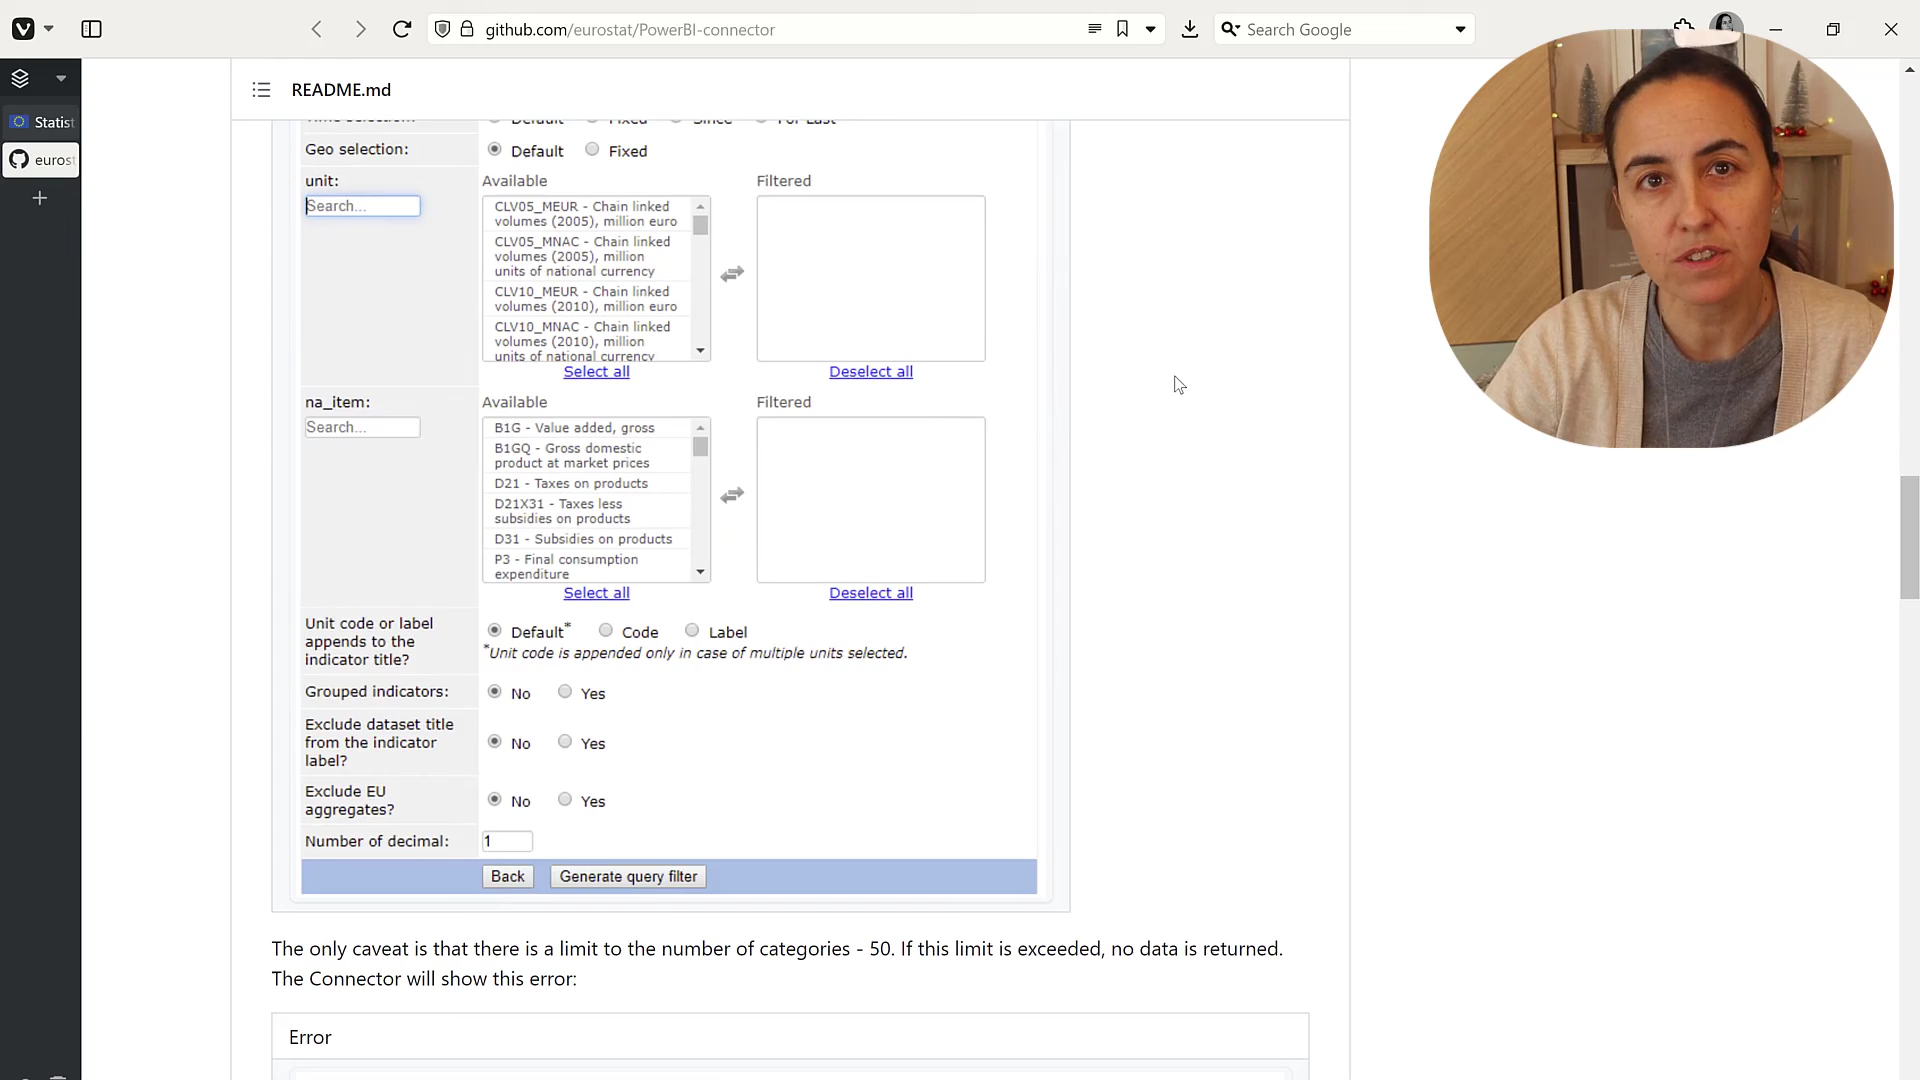 github.com/eurostat/PowerBI-connector
Search Google
Statist
euros
README.md
Default Fixed Since For Last
Geo selection: Default Fixed
unit: Available Filtered
Search...
CLV05_MEUR - Chain linked
volumes (2005), million euro
CLV05_MNAC - Chain linked
volumes (2005), million
units of national currency
CLV10_MEUR - Chain linked
volumes (2010), million euro
CLV10_MNAC - Chain linked
volumes (2010), million
units of national currency
Select all Deselect all
na_item: Available Filtered
Search...
B1G - Value added, gross
B1GQ - Gross domestic
product at market prices
D21 - Taxes on products
D21X31 - Taxes less
subsidies on products
D31 - Subsidies on products
P3 - Final consumption
expenditure
Select all Deselect all
Unit code or label
appends to the
indicator title?
Default* Code Label
*Unit code is appended only in case of multiple units selected.
Grouped indicators: No Yes
Exclude dataset title
from the indicator
label?
No Yes
Exclude EU
aggregates?
No Yes
Number of decimal: 1
Back Generate query filter
The only caveat is that there is a limit to the number of categories - 50. If this limit is exceeded, no data is returned.
The Connector will show this error:
Error